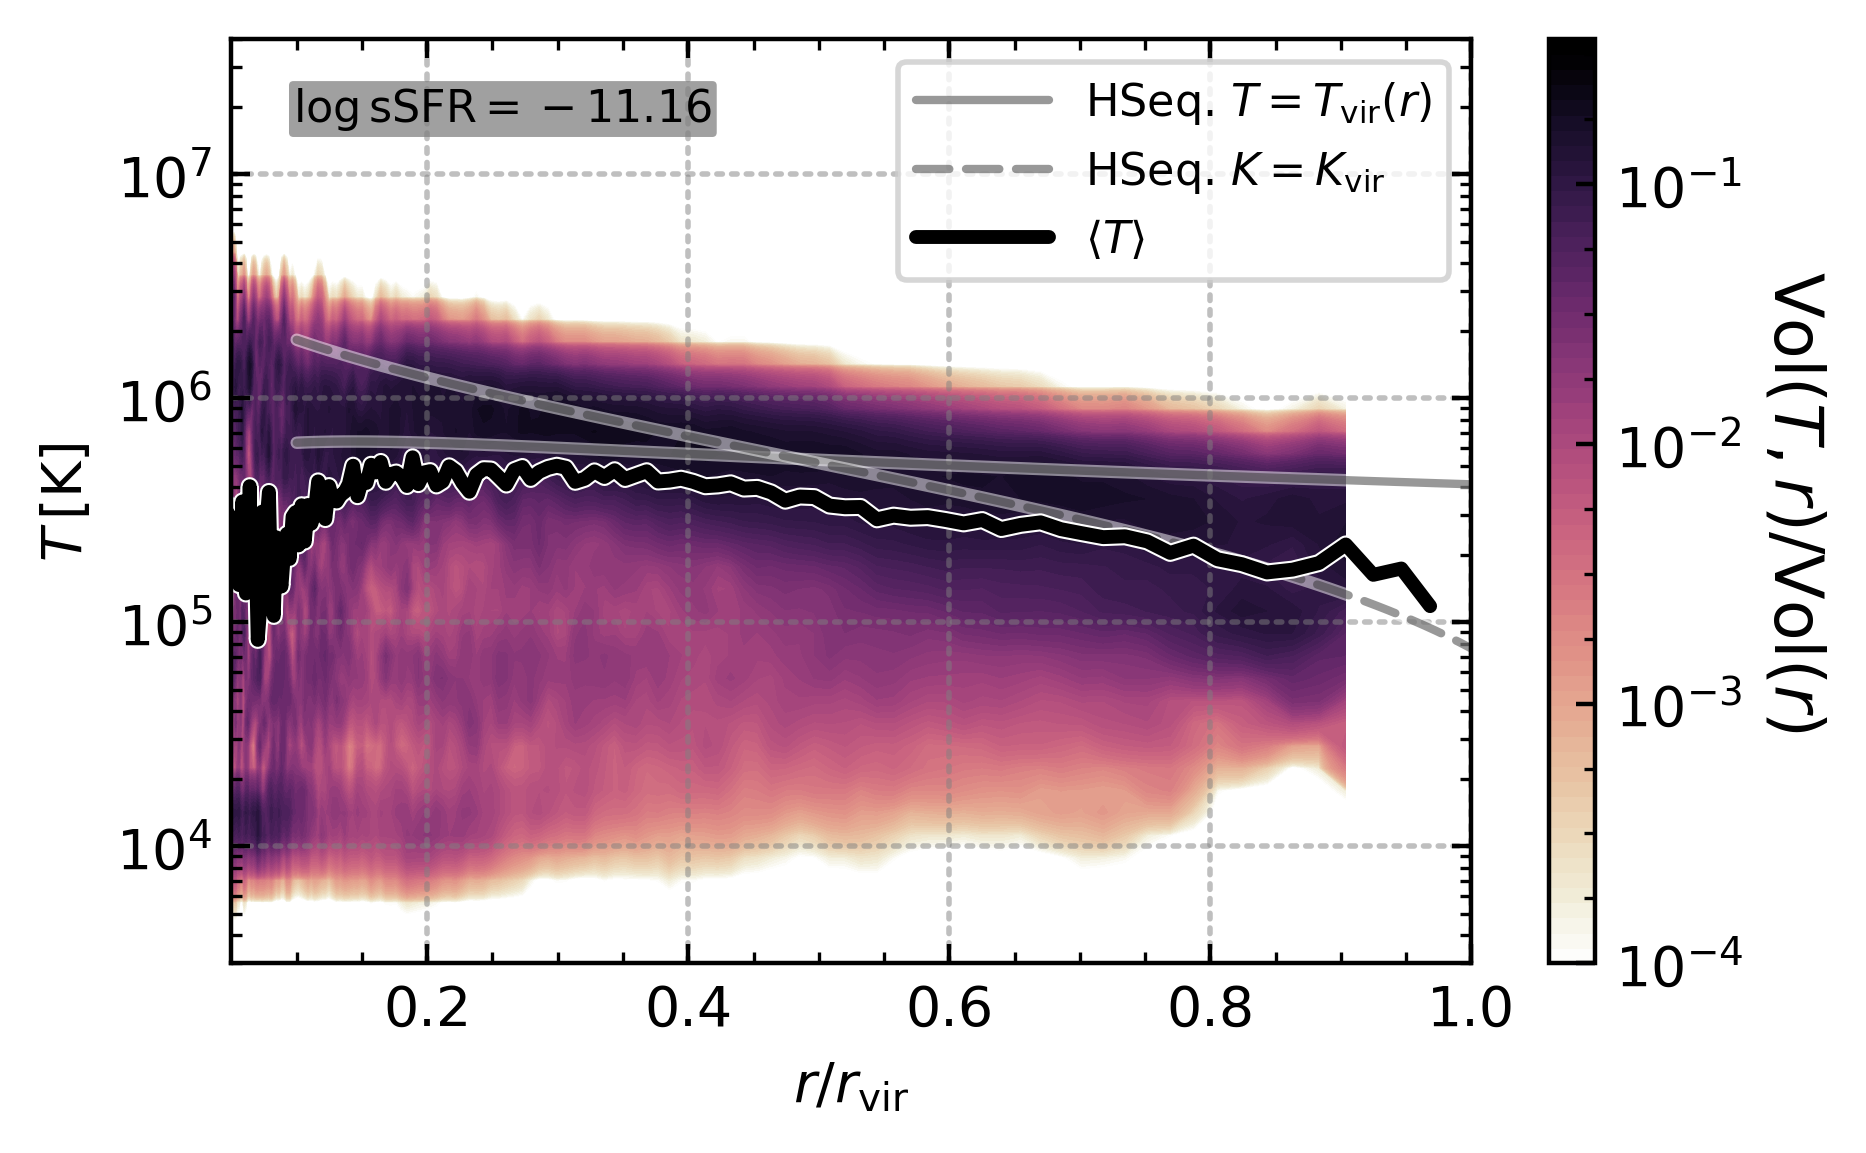 log sSFR = −11.16
HSeq. T = T_vir(r)
HSeq. K = K_vir
⟨T⟩
10^7
10^6
10^5
10^4
T [K]
0.2 0.4 0.6 0.8 1.0
r/r_vir
10^−1
10^−2
10^−3
10^−4
Vol(T, r)/Vol(r)